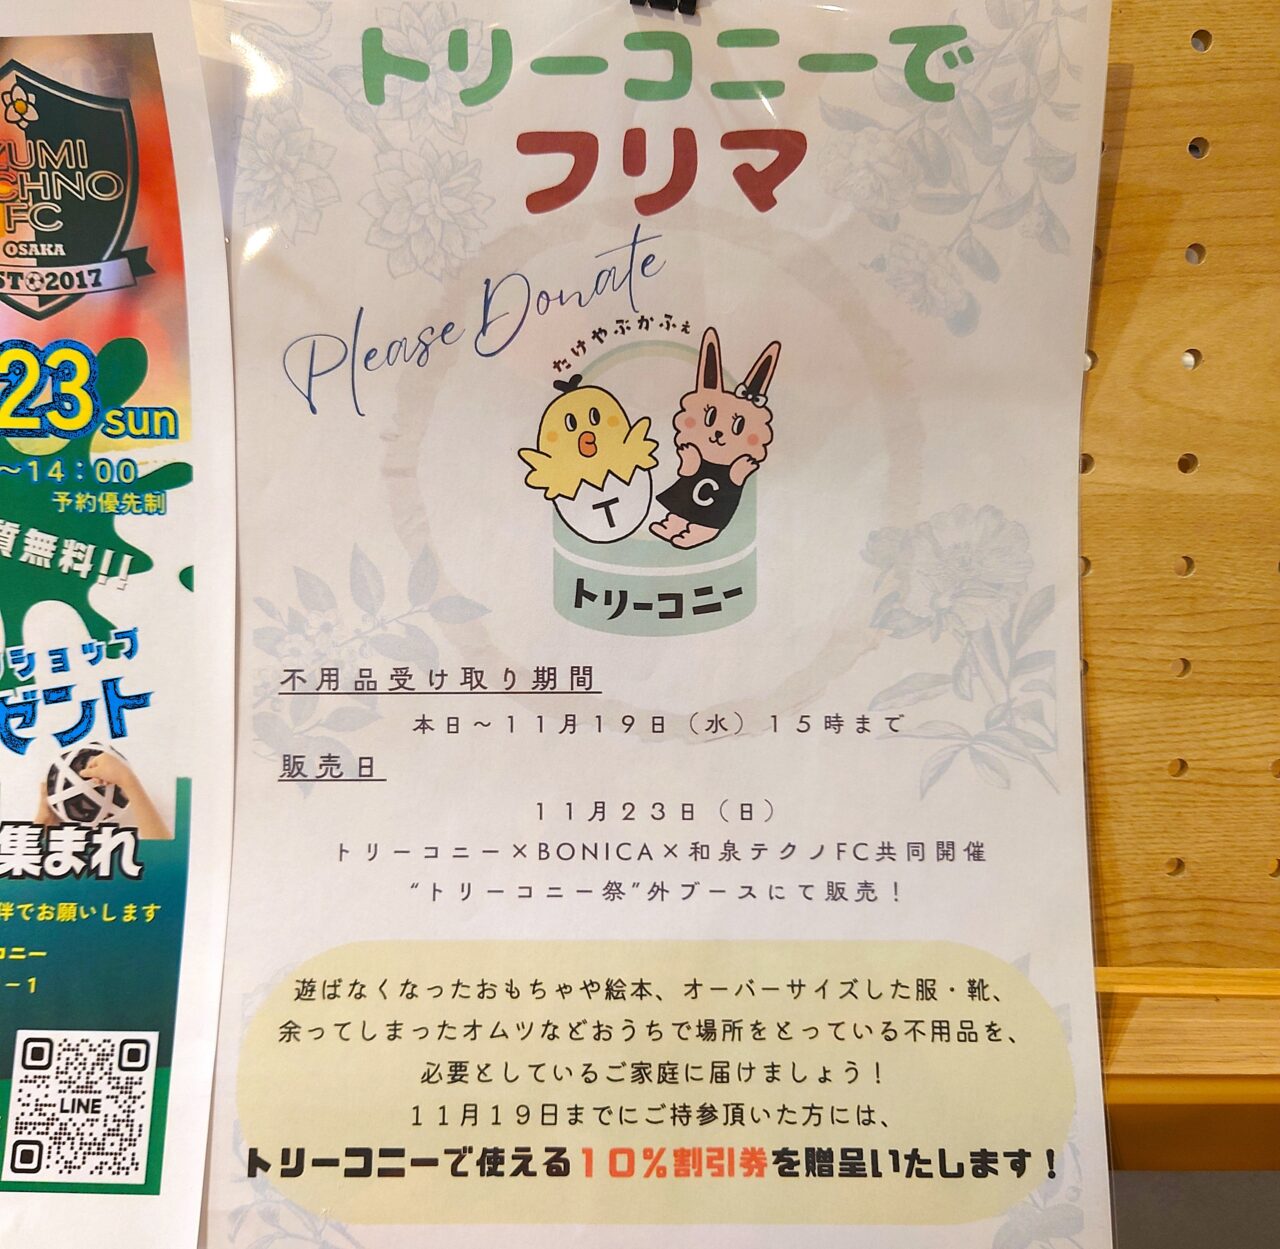 トリーコニーで
フリマ
Please Donate
たけやぶかふぇ
T
C
トリーコニー
不用品受け取り期間
本日～11月19日（水）15時まで
販売日
11月23日（日）
トリーコニー×BONICA×和泉テクノFC共同開催
“トリーコニー祭”外ブースにて販売！
遊ばなくなったおもちゃや絵本、オーバーサイズした服・靴、
余ってしまったオムツなどおうちで場所をとっている不用品を、
必要としているご家庭に届けましょう！
11月19日までにご持参頂いた方には、
トリーコニーで使える10%割引券を贈呈いたします！
ZUMI
CHNO
FC
OSAKA
ST 2017
23 sun
～14：00
予約優先制
質無料!!
ショップ
ゼント
集まれ
伴でお願いします
コニー
－1
LINE